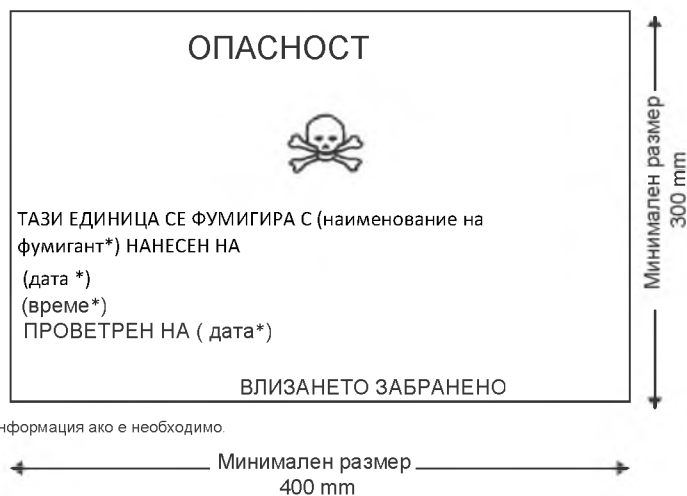 ОПАСНОСТ
ТАЗИ ЕДИНИЦА СЕ ФУМИГИРА С (наименование на
фумигант*) НАНЕСЕН НА
(дата *)
(време*)
ПРОВЕТРЕН НА ( дата*)
ВЛИЗАНЕТО ЗАБРАНЕНО
Минимален размер
300 mm
нформация ако е необходимо.
Минимален размер
400 mm